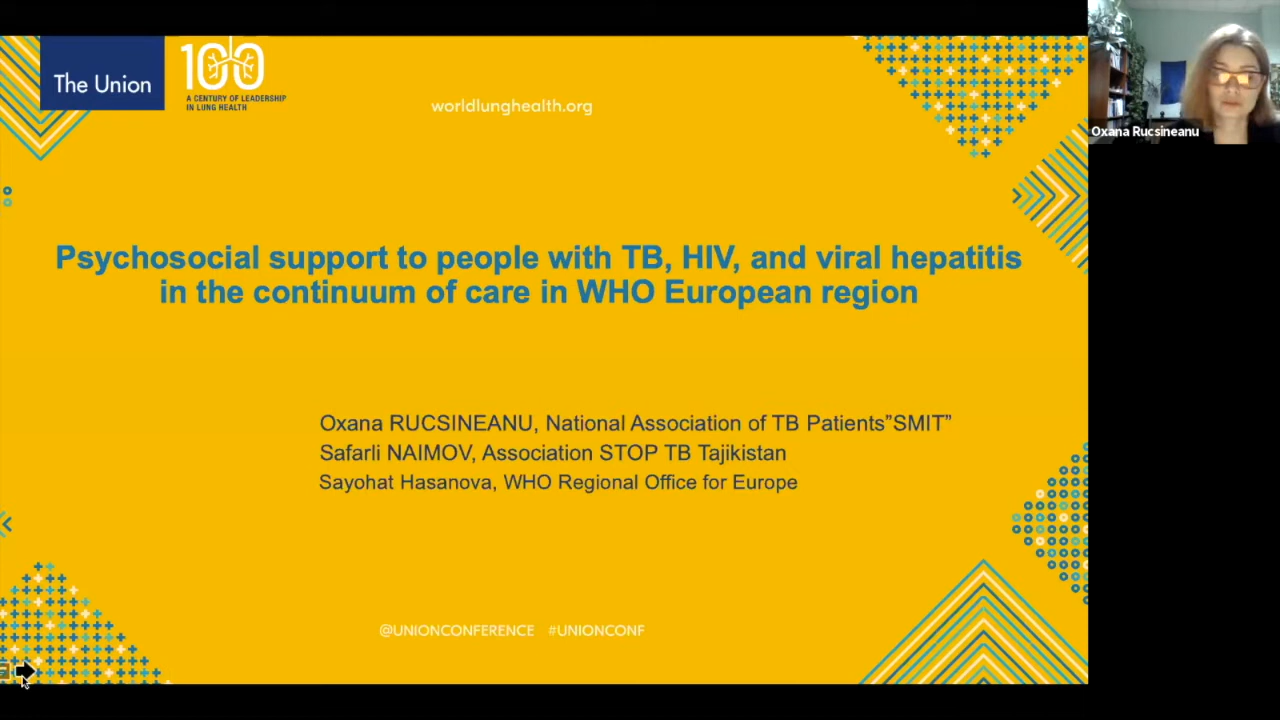 The Union
100
A CENTURY OF LEADERSHIP
IN LUNG HEALTH
worldlunghealth.org
Oxana Rucsineanu
Psychosocial support to people with TB, HIV, and viral hepatitis
in the continuum of care in WHO European region
Oxana RUCSINEANU, National Association of TB Patients”SMIT”
Safarli NAIMOV, Association STOP TB Tajikistan
Sayohat Hasanova, WHO Regional Office for Europe
@UNIONCONFERENCE #UNIONCONF